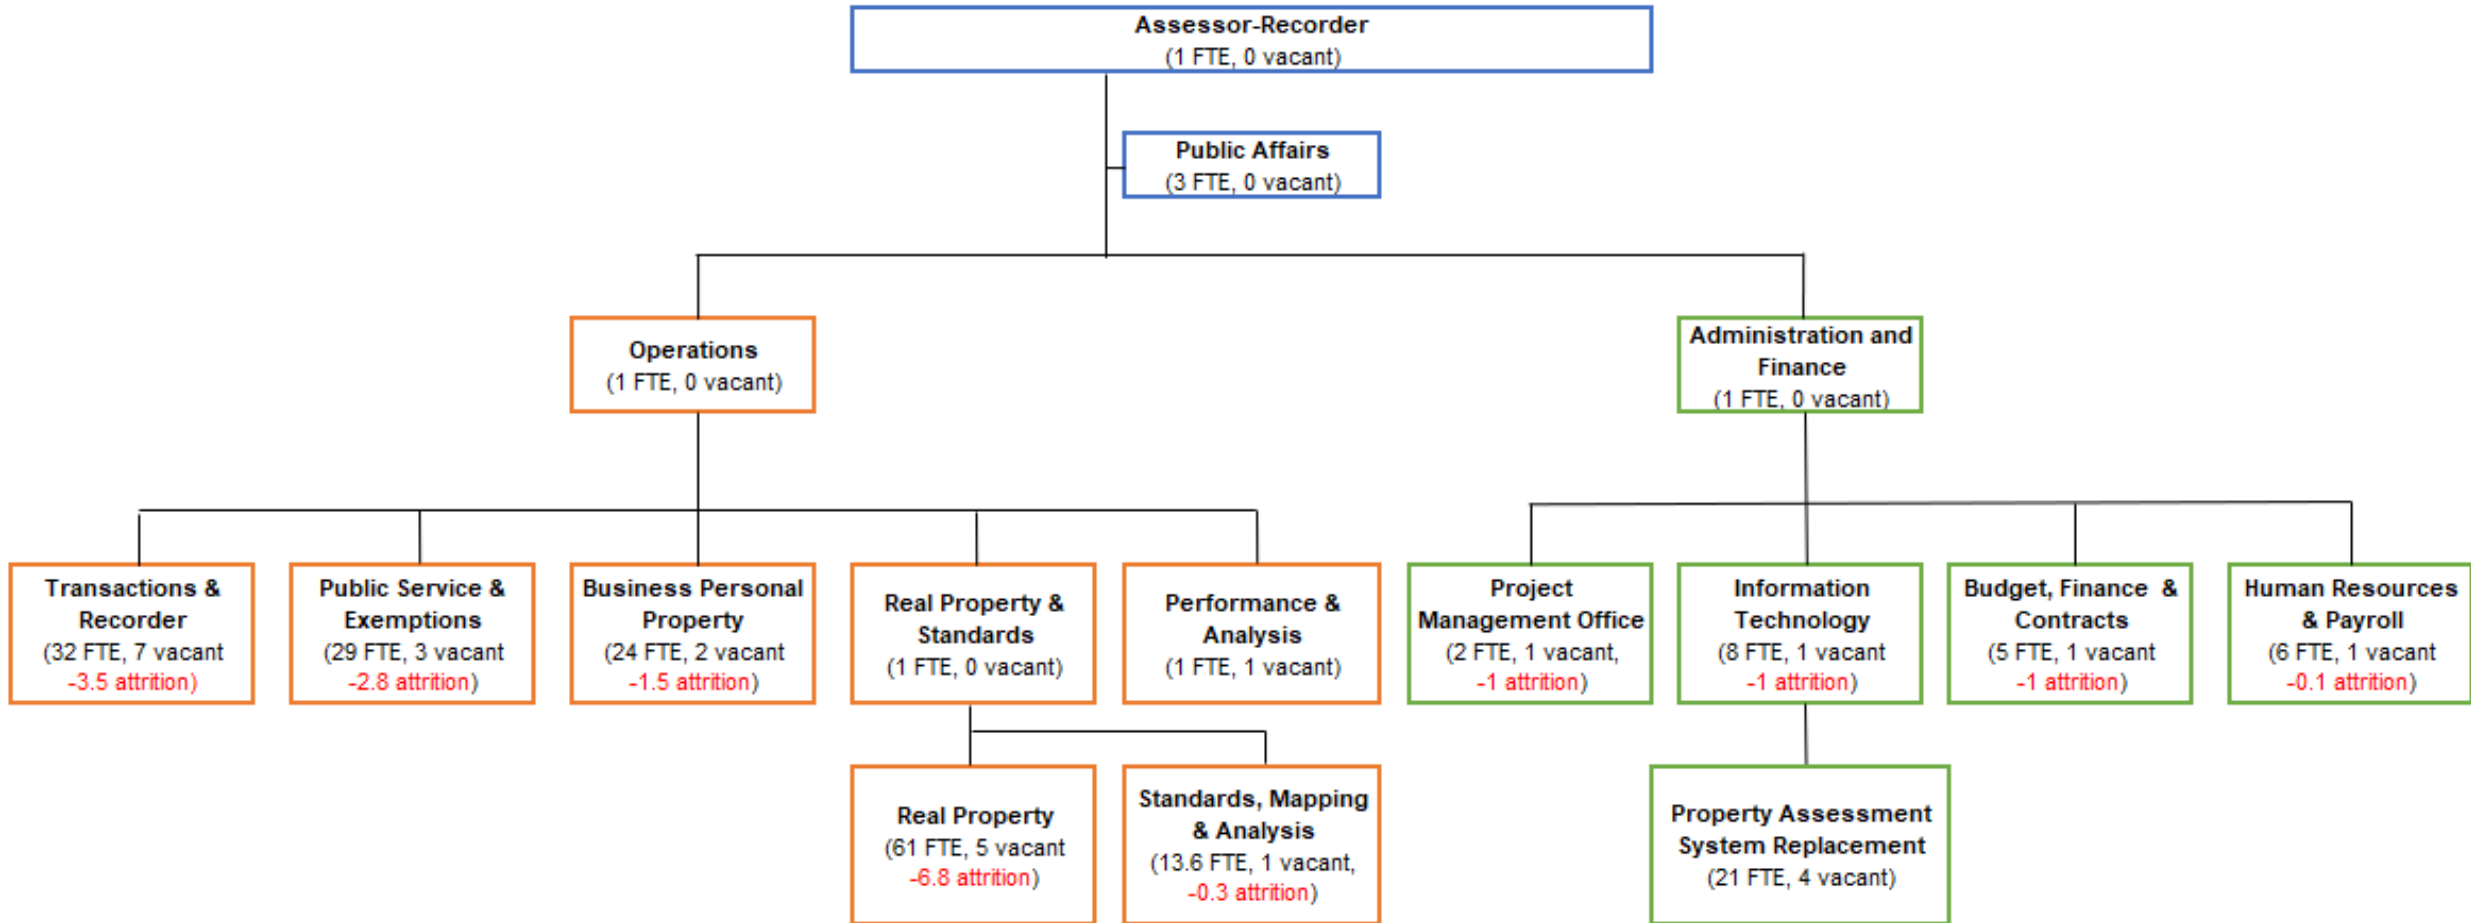 Assessor-Recorder
(1 FTE, 0 vacant)
Public Affairs
(3 FTE, 0 vacant)
Operations
(1 FTE, 0 vacant)
Administration and
Finance
(1 FTE, 0 vacant)
Transactions &
Recorder
(32 FTE, 7 vacant
-3.5 attrition)
Public Service &
Exemptions
(29 FTE, 3 vacant
-2.8 attrition)
Business Personal
Property
(24 FTE, 2 vacant
-1.5 attrition)
Real Property &
Standards
(1 FTE, 0 vacant)
Performance &
Analysis
(1 FTE, 1 vacant)
Project
Management Office
(2 FTE, 1 vacant,
-1 attrition)
Information
Technology
(8 FTE, 1 vacant
-1 attrition)
Budget, Finance &
Contracts
(5 FTE, 1 vacant
-1 attrition)
Human Resources
& Payroll
(6 FTE, 1 vacant
-0.1 attrition)
Real Property
(61 FTE, 5 vacant
-6.8 attrition)
Standards, Mapping
& Analysis
(13.6 FTE, 1 vacant,
-0.3 attrition)
Property Assessment
System Replacement
(21 FTE, 4 vacant)